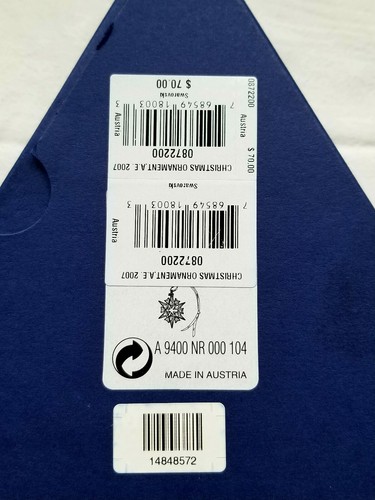 0872200 $ 70.00
CHRISTMAS ORNAMENT,A.E 2007
0872200
7 68549 18003 3
Austria
Swarovski
$ 70.00
Austria
CHRISTMAS ORNAMENT,A.E 2007
0872200
7 68549 18003 3
Austria
Swarovski
A 9400 NR 000 104
MADE IN AUSTRIA
14848572